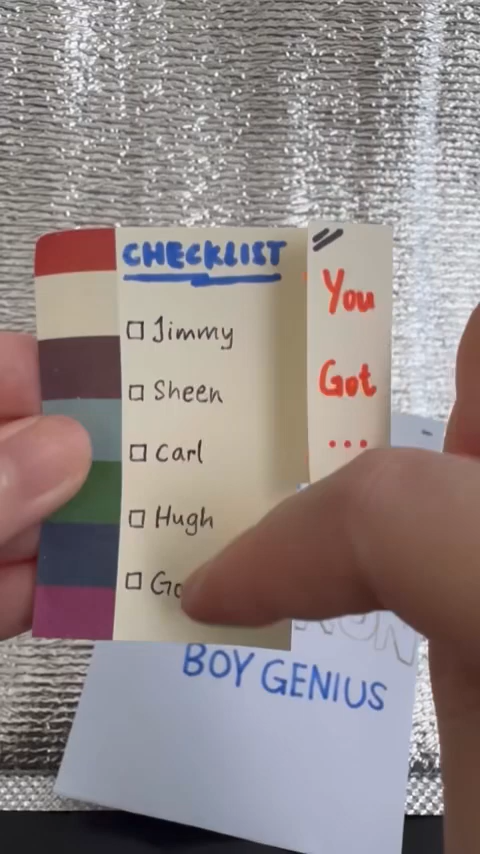 CHECKLIST
Jimmy
Sheen
Carl
Hugh
You
Got
...
BOY GENIUS